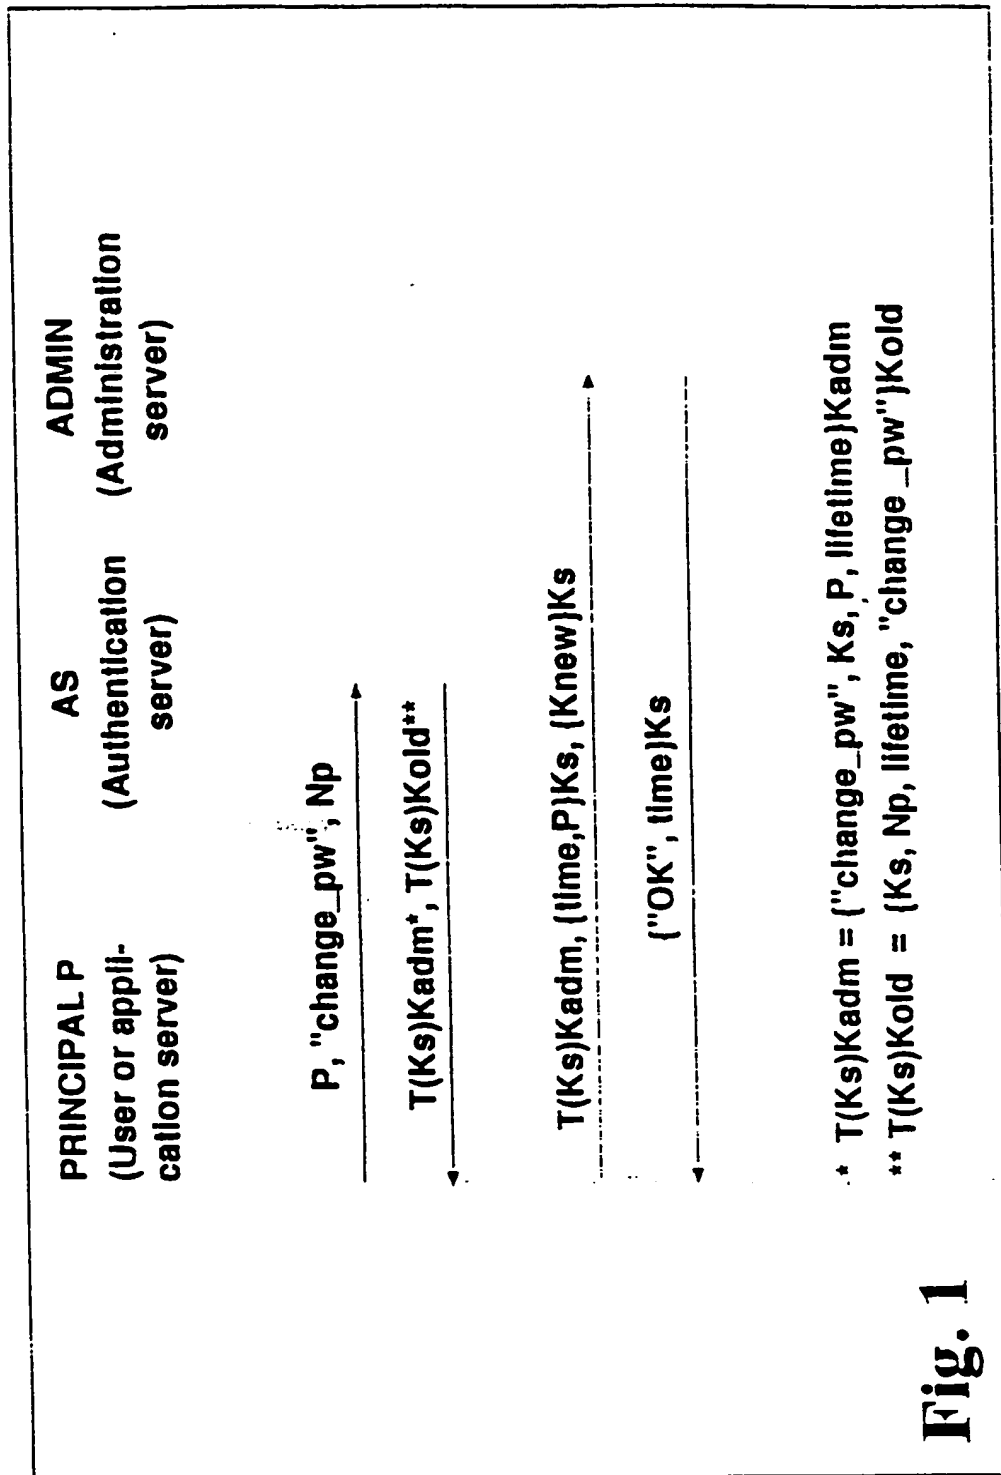 PRINCIPAL P
(User or appli-
cation server)
AS
(Authentication
server)
ADMIN
(Administration
server)
P, "change_pw", Np
T(Ks)Kadm*, T(Ks)Kold**
T(Ks)Kadm, {time,P}Ks, {Knew}Ks
{"OK", time}Ks
* T(Ks)Kadm = {"change_pw", Ks, P, lifetime}Kadm
** T(Ks)Kold = {Ks, Np, lifetime, "change_pw"}Kold
Fig. 1